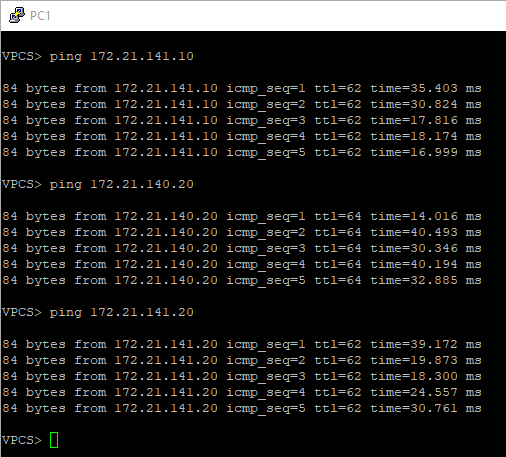 PC1
VPCS> ping 172.21.141.10
84 bytes from 172.21.141.10 icmp_seq=1 ttl=62 time=35.403 ms
84 bytes from 172.21.141.10 icmp_seq=2 ttl=62 time=30.824 ms
84 bytes from 172.21.141.10 icmp_seq=3 ttl=62 time=17.816 ms
84 bytes from 172.21.141.10 icmp_seq=4 ttl=62 time=18.174 ms
84 bytes from 172.21.141.10 icmp_seq=5 ttl=62 time=16.999 ms
VPCS> ping 172.21.140.20
84 bytes from 172.21.140.20 icmp_seq=1 ttl=64 time=14.016 ms
84 bytes from 172.21.140.20 icmp_seq=2 ttl=64 time=40.493 ms
84 bytes from 172.21.140.20 icmp_seq=3 ttl=64 time=30.346 ms
84 bytes from 172.21.140.20 icmp_seq=4 ttl=64 time=40.194 ms
84 bytes from 172.21.140.20 icmp_seq=5 ttl=64 time=32.885 ms
VPCS> ping 172.21.141.20
84 bytes from 172.21.141.20 icmp_seq=1 ttl=62 time=39.172 ms
84 bytes from 172.21.141.20 icmp_seq=2 ttl=62 time=19.873 ms
84 bytes from 172.21.141.20 icmp_seq=3 ttl=62 time=18.300 ms
84 bytes from 172.21.141.20 icmp_seq=4 ttl=62 time=24.557 ms
84 bytes from 172.21.141.20 icmp_seq=5 ttl=62 time=30.761 ms
VPCS>